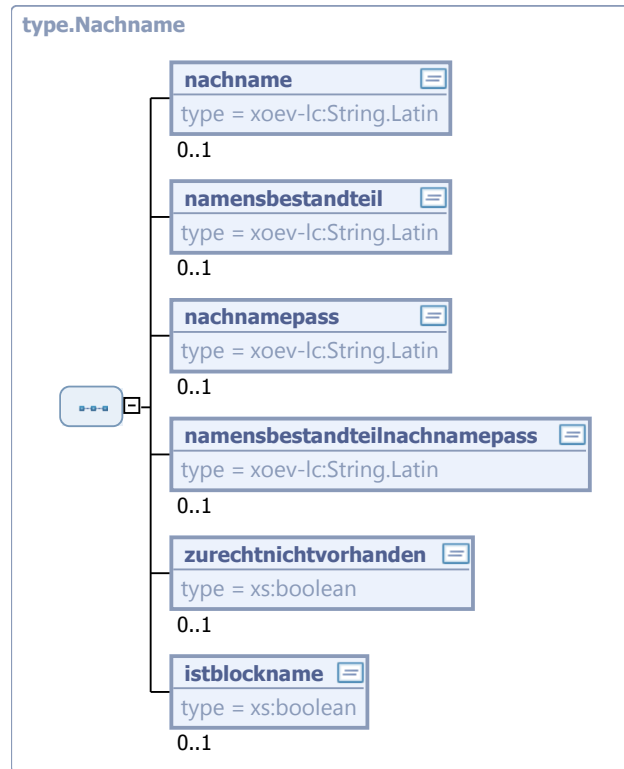 type.Nachname
nachname
type = xoev-lc:String.Latin
0..1
namensbestandteil
type = xoev-lc:String.Latin
0..1
nachnamepass
type = xoev-lc:String.Latin
0..1
namensbestandteilnachnamepass
type = xoev-lc:String.Latin
0..1
zurechtnichtvorhanden
type = xs:boolean
0..1
istblockname
type = xs:boolean
0..1